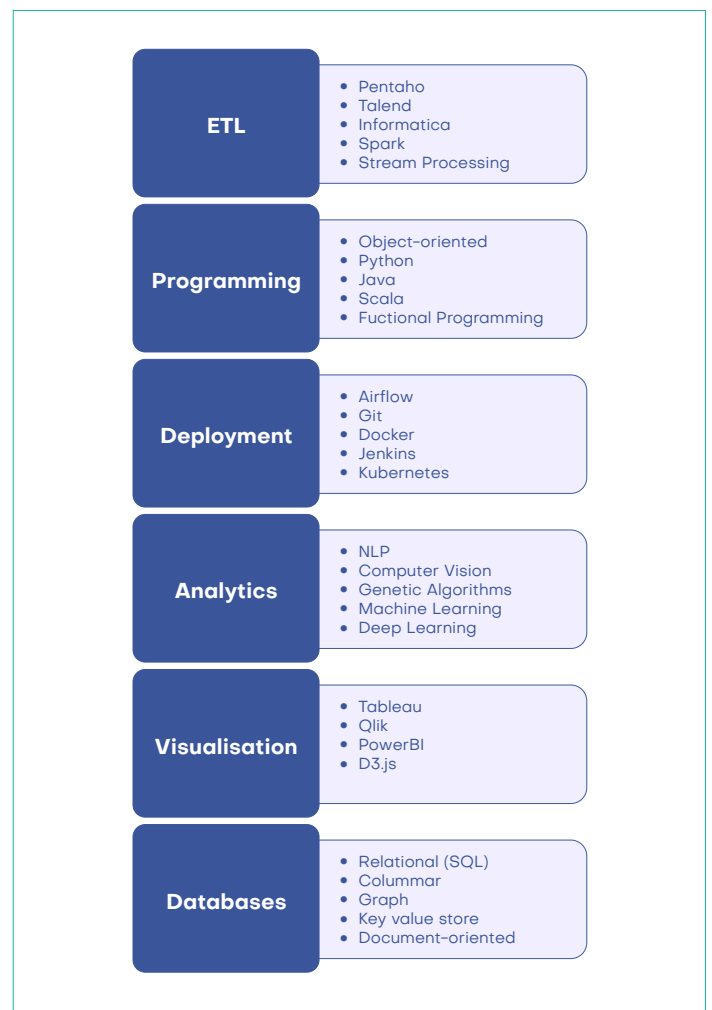 ETL
• Pentaho
• Talend
• Informatica
• Spark
• Stream Processing
Programming
• Object-oriented
• Python
• Java
• Scala
• Fuctional Programming
Deployment
• Airflow
• Git
• Docker
• Jenkins
• Kubernetes
Analytics
• NLP
• Computer Vision
• Genetic Algorithms
• Machine Learning
• Deep Learning
Visualisation
• Tableau
• Qlik
• PowerBI
• D3.js
Databases
• Relational (SQL)
• Colummar
• Graph
• Key value store
• Document-oriented